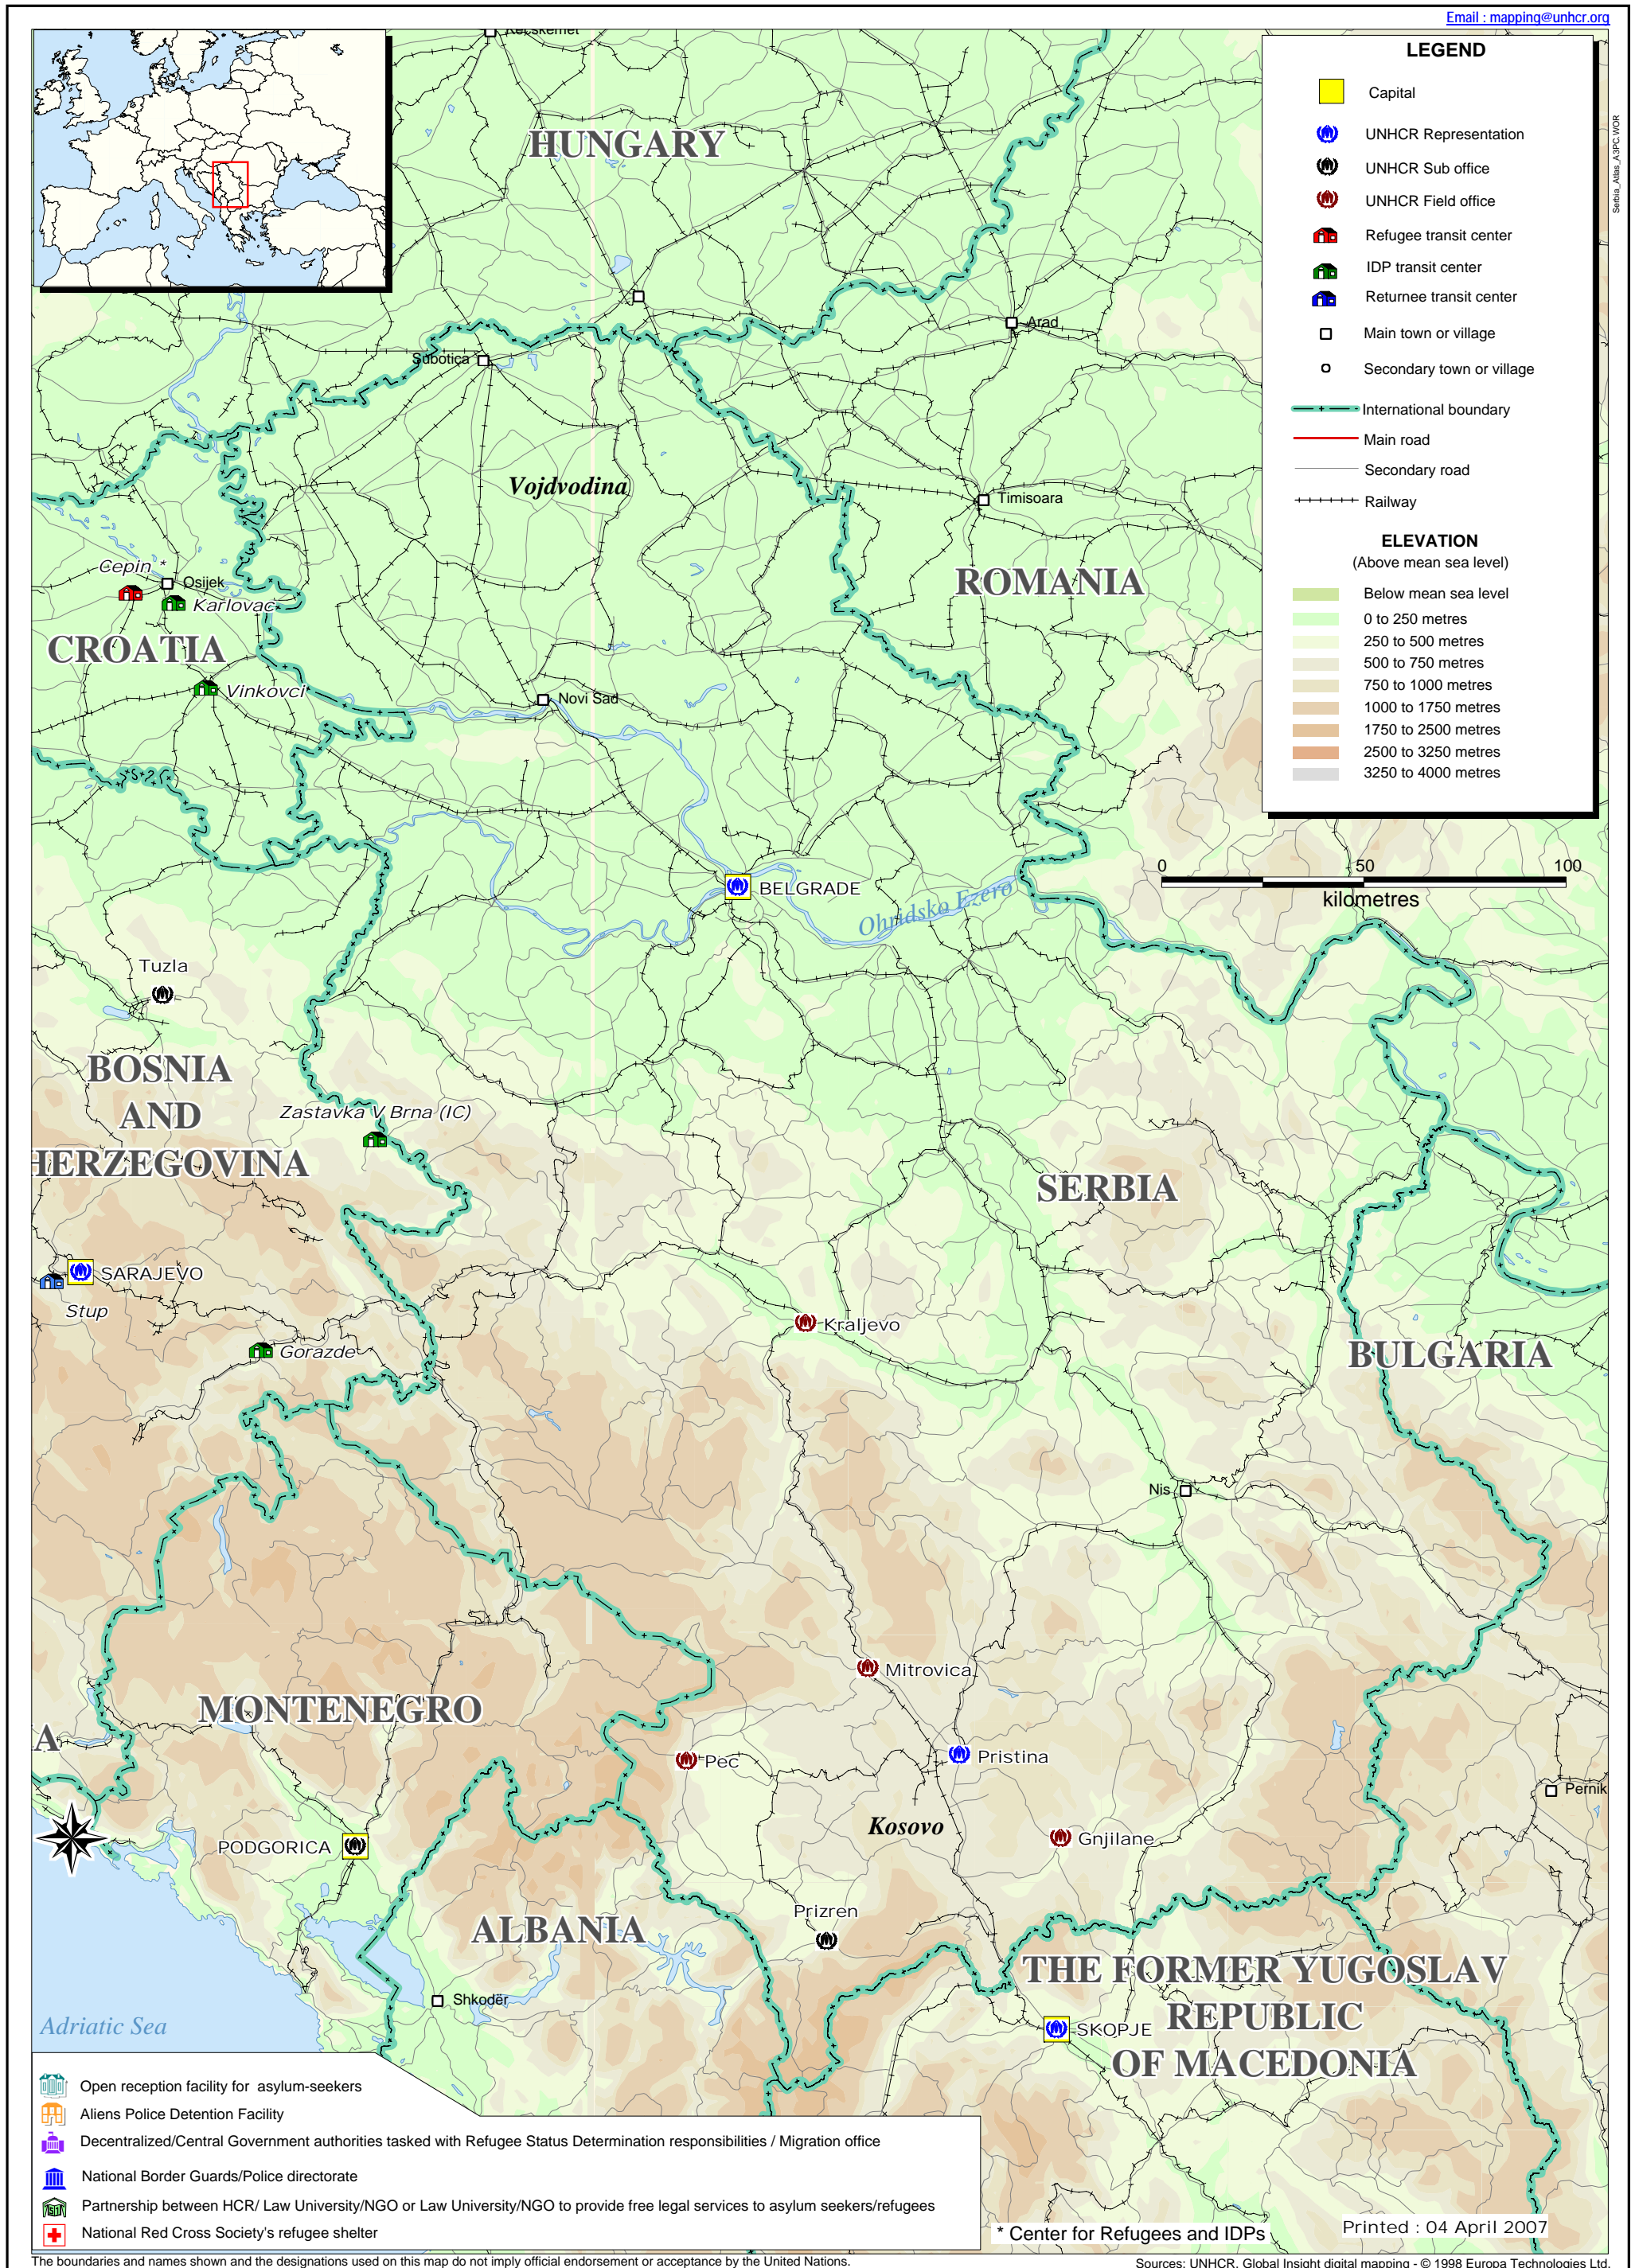 Email : mapping@unhcr.org
Serbia_Atlas_A3PC.WOR
LEGEND
Capital
UNHCR Representation
UNHCR Sub office
UNHCR Field office
Refugee transit center
IDP transit center
Returnee transit center
Main town or village
Secondary town or village
International boundary
Main road
Secondary road
Railway
ELEVATION
(Above mean sea level)
Below mean sea level
0 to 250 metres
250 to 500 metres
500 to 750 metres
750 to 1000 metres
1000 to 1750 metres
1750 to 2500 metres
2500 to 3250 metres
3250 to 4000 metres
0 50 100
kilometres
Kecskemet
HUNGARY
Arad
Subotica
Vojdvodina
Timisoara
Cepin *
Osijek
Karlovac
ROMANIA
CROATIA
Vinkovci
Novi Sad
BELGRADE
Ohridsko Ezero
Tuzla
BOSNIA
AND
HERZEGOVINA
Zastavka V Brna (IC)
SERBIA
SARAJEVO
Stup
Kraljevo
Gorazde
BULGARIA
Nis
Mitrovica
MONTENEGRO
A
Pec
Pristina
Pernik
Kosovo
Gnjilane
PODGORICA
Prizren
ALBANIA
THE FORMER YUGOSLAV
REPUBLIC
OF MACEDONIA
Shkodër
SKOPJE
Adriatic Sea
Open reception facility for asylum-seekers
Aliens Police Detention Facility
Decentralized/Central Government authorities tasked with Refugee Status Determination responsibilities / Migration office
National Border Guards/Police directorate
Partnership between HCR/ Law University/NGO or Law University/NGO to provide free legal services to asylum seekers/refugees
National Red Cross Society's refugee shelter
* Center for Refugees and IDPs
Printed : 04 April 2007
The boundaries and names shown and the designations used on this map do not imply official endorsement or acceptance by the United Nations.
Sources: UNHCR, Global Insight digital mapping - © 1998 Europa Technologies Ltd.